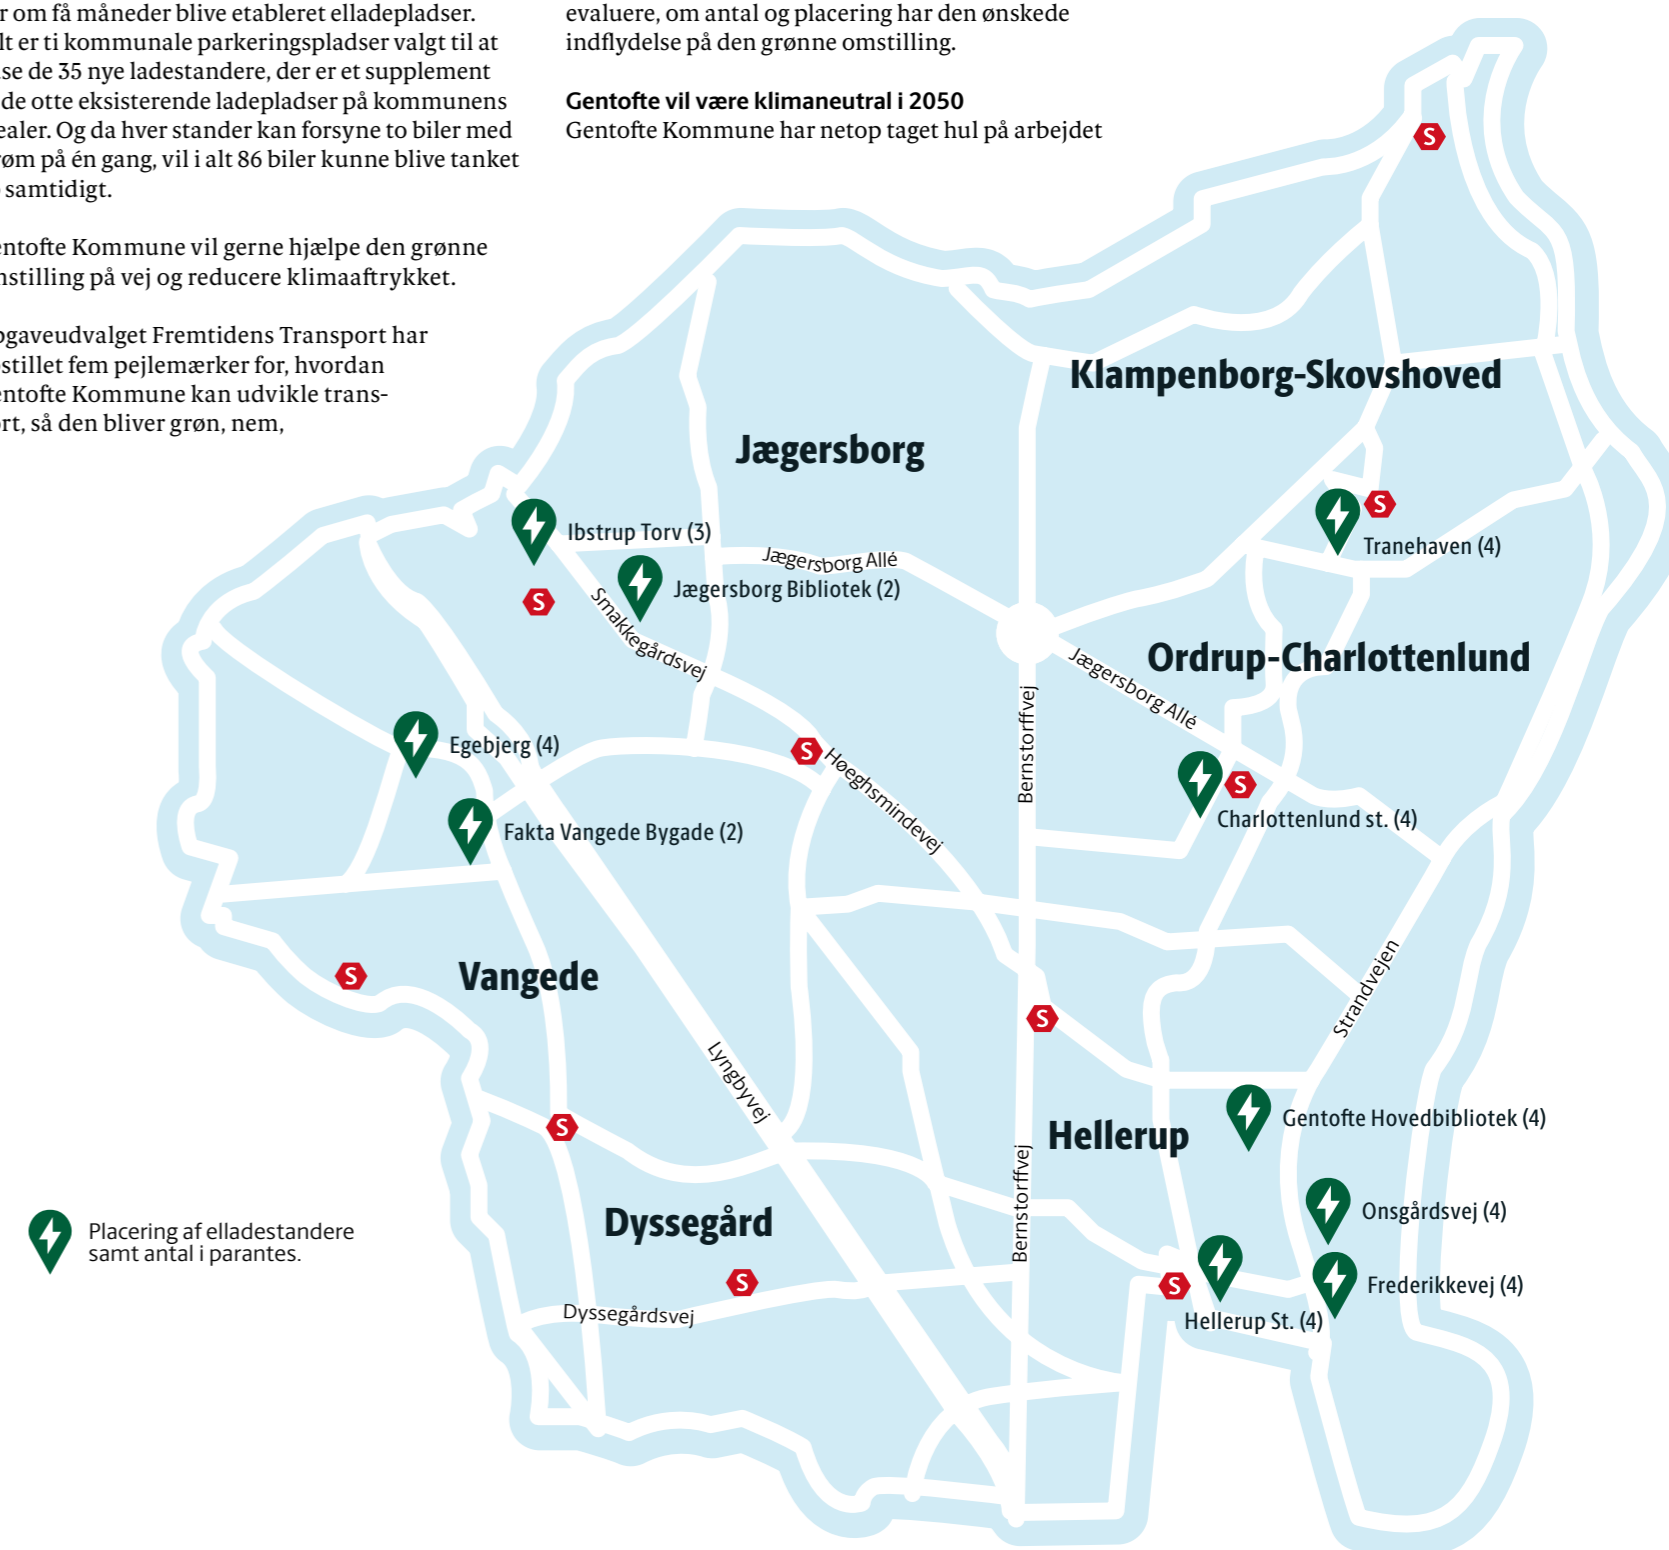 r om få måneder blive etableret elladepladser.
lt er ti kommunale parkeringspladser valgt til at
se de 35 nye ladestandere, der er et supplement
de otte eksisterende ladepladser på kommunens
ealer. Og da hver stander kan forsyne to biler med
røm på én gang, vil i alt 86 biler kunne blive tanket
samtidigt.
entofte Kommune vil gerne hjælpe den grønne
nstilling på vej og reducere klimaaftrykket.
pgaveudvalget Fremtidens Transport har
stillet fem pejlemærker for, hvordan
entofte Kommune kan udvikle trans-
rt, så den bliver grøn, nem,
evaluere, om antal og placering har den ønskede
indflydelse på den grønne omstilling.
Gentofte vil være klimaneutral i 2050
Gentofte Kommune har netop taget hul på arbejdet
S
Klampenborg-Skovshoved
Jægersborg
Ibstrup Torv (3)
S
Tranehaven (4)
Jægersborg Allé
Jægersborg Bibliotek (2)
S
Smakkegårdsvej
Ordrup-Charlottenlund
Jægersborg Allé
Bernstorffvej
Egebjerg (4)
S
Høeghsmindevej
S
Charlottenlund st. (4)
Fakta Vangede Bygade (2)
Vangede
S
Strandvejen
S
Lyngbyvej
S
Hellerup
Gentofte Hovedbibliotek (4)
Bernstorffvej
Onsgårdsvej (4)
Dyssegård
Placering af elladestandere
samt antal i parantes.
S
S
Frederikkevej (4)
Dyssegårdsvej
Hellerup St. (4)